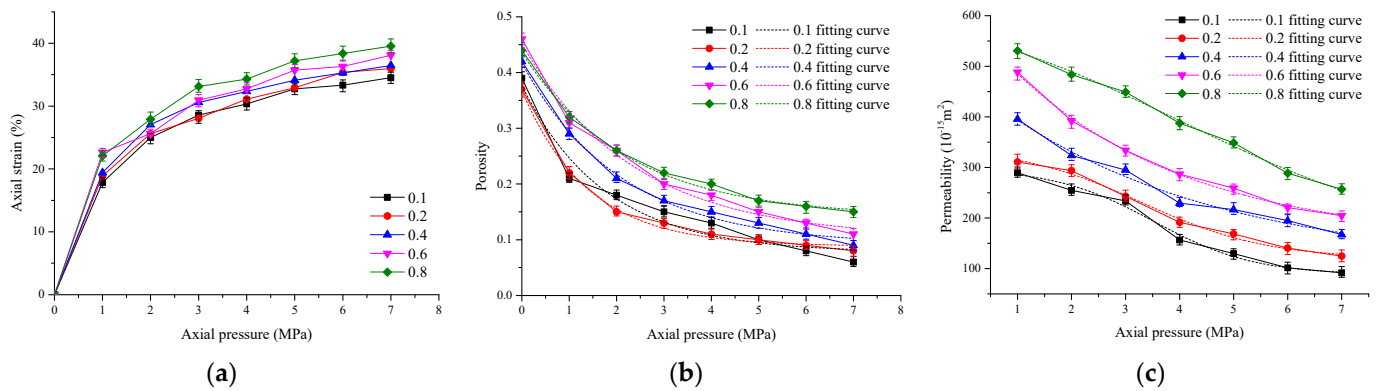 Axial strain (%)
40
30
20
10
0
0 1 2 3 4 5 6 7 8
Axial pressure (MPa)
0.1
0.2
0.4
0.6
0.8
(a)
Porosity
0.5
0.4
0.3
0.2
0.1
0.0
0 1 2 3 4 5 6 7 8
Axial pressure (MPa)
0.1 0.1 fitting curve
0.2 0.2 fitting curve
0.4 0.4 fitting curve
0.6 0.6 fitting curve
0.8 0.8 fitting curve
(b)
Permeability (10⁻¹⁵m²)
600
500
400
300
200
100
1 2 3 4 5 6 7
Axial pressure (MPa)
0.1 0.1 fitting curve
0.2 0.2 fitting curve
0.4 0.4 fitting curve
0.6 0.6 fitting curve
0.8 0.8 fitting curve
(c)